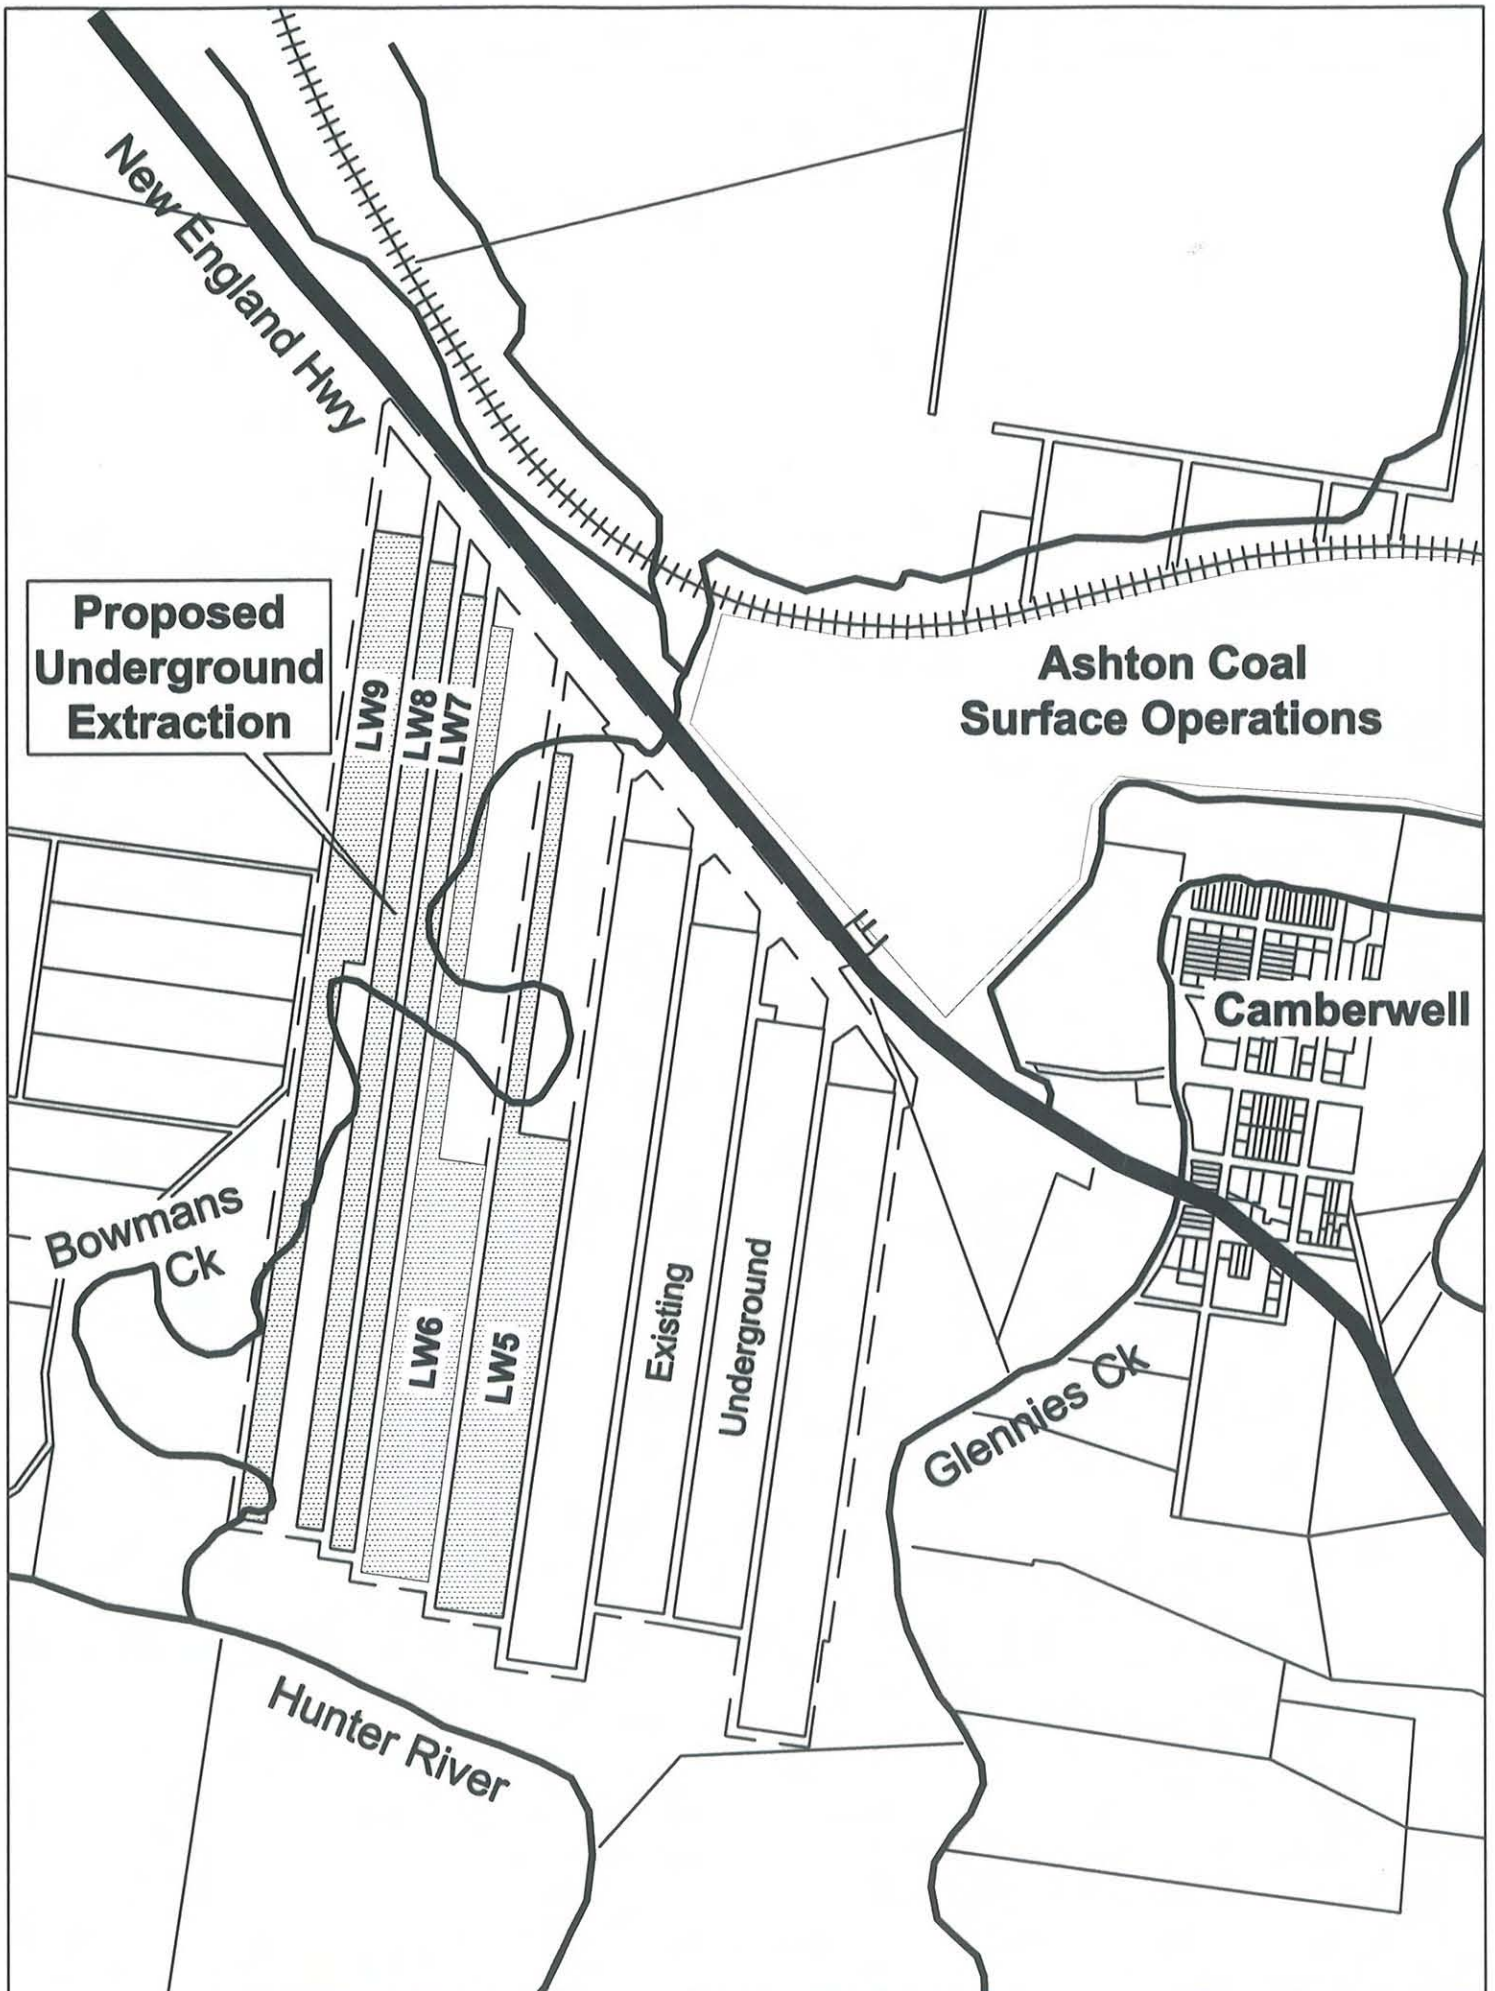 New England Hwy
Proposed
Underground
Extraction
LW9
LW8
LW7
Ashton Coal
Surface Operations
Camberwell
Bowmans
Ck
LW6
LW5
Existing
Underground
Glennies Ck
Hunter River